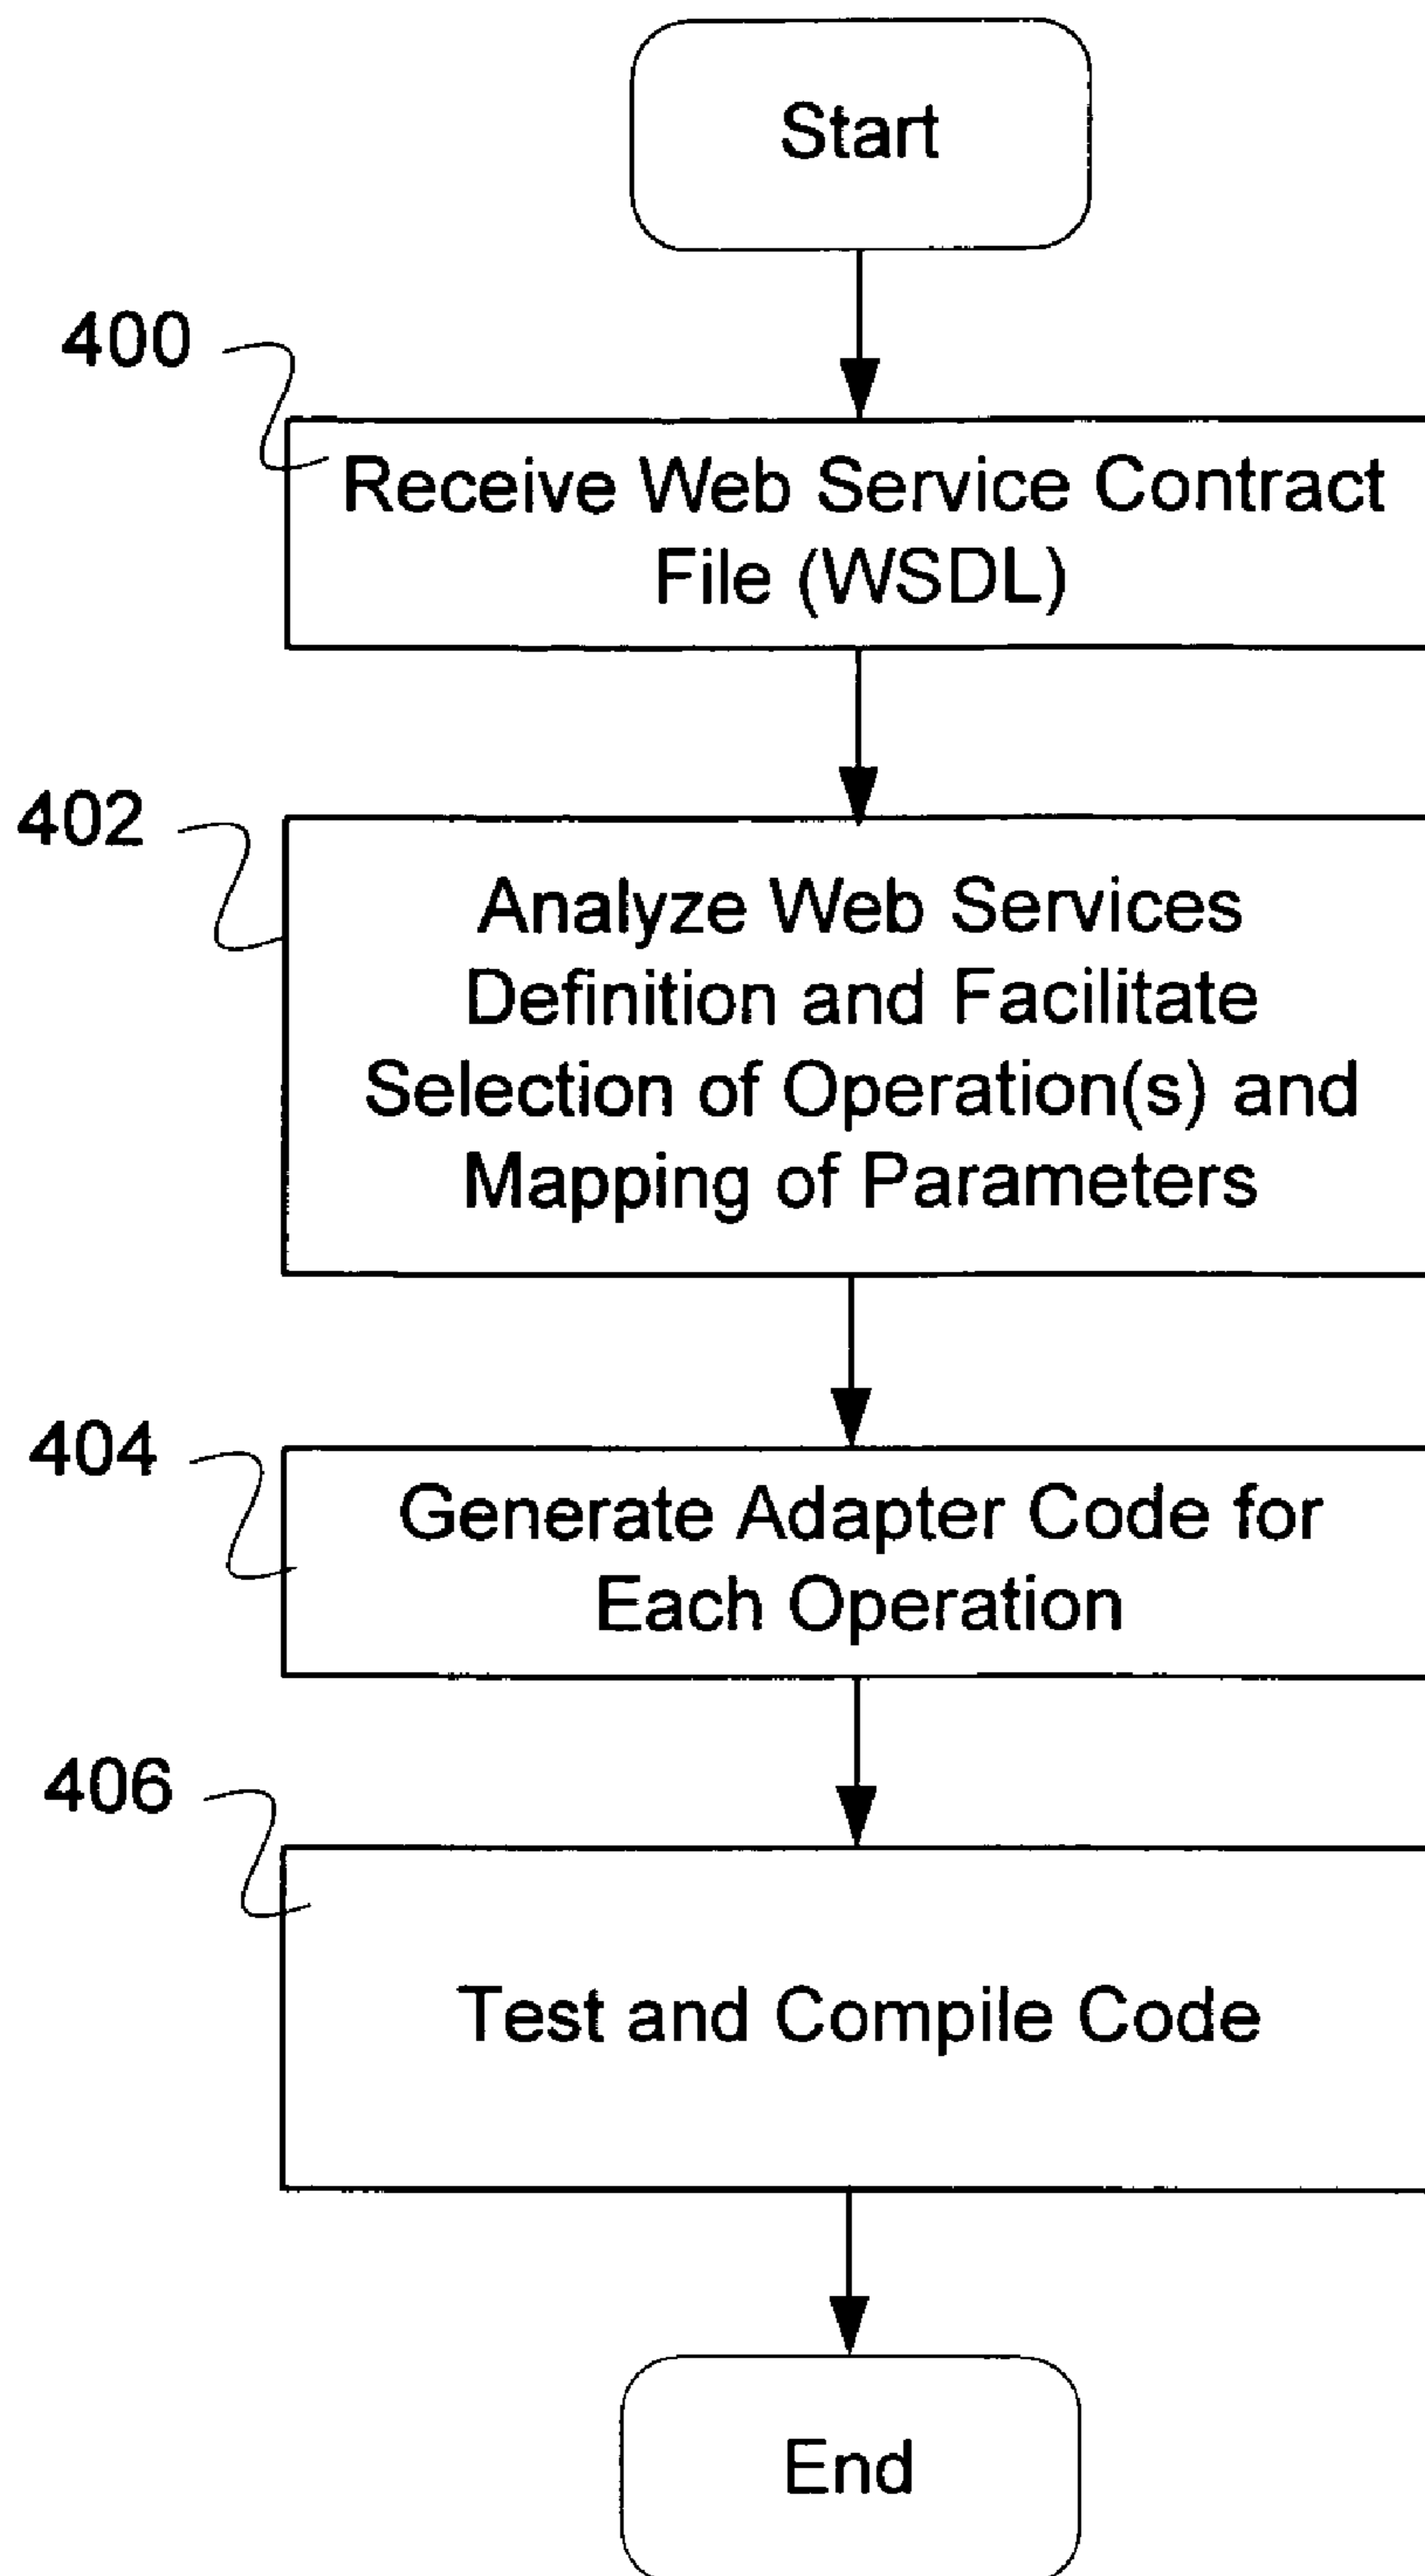 Start
400
Receive Web Service Contract
File (WSDL)
402
Analyze Web Services
Definition and Facilitate
Selection of Operation(s) and
Mapping of Parameters
404
Generate Adapter Code for
Each Operation
406
Test and Compile Code
End